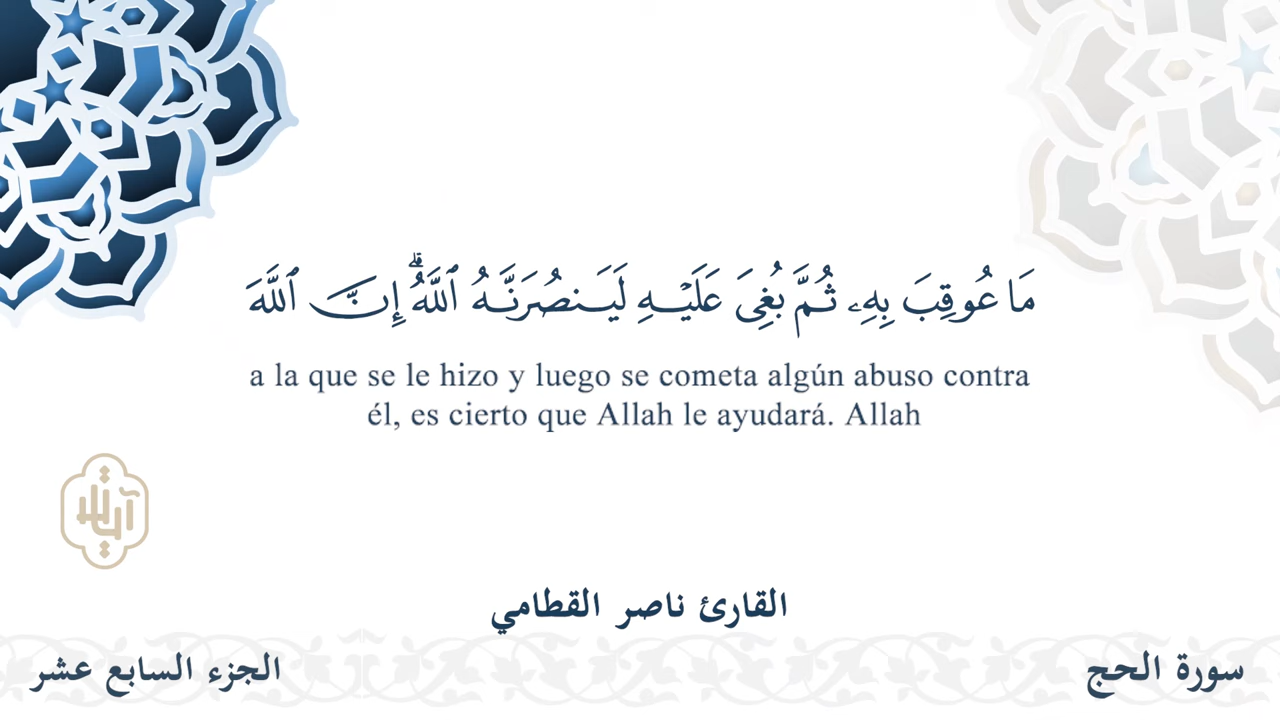 مَا عُوقِبَ بِهِۦ ثُمَّ بُغِىَ عَلَيْهِ لَيَنصُرَنَّهُ ٱللَّهُ ۗ إِنَّ ٱللَّهَ
a la que se le hizo y luego se cometa algún abuso contra
él, es cierto que Allah le ayudará. Allah
القارئ ناصر القطامي
سورة الحج
الجزء السابع عشر